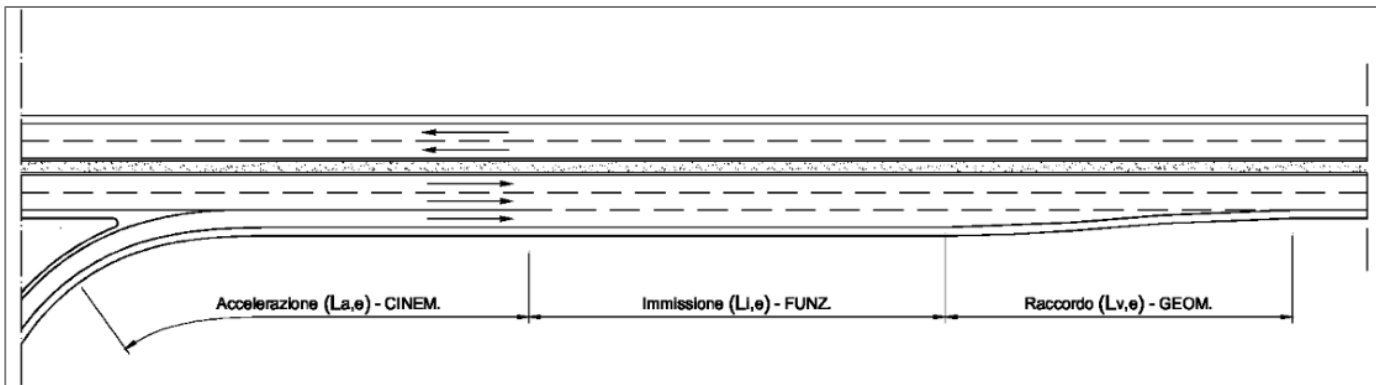 Accelerazione (La,e) - CINEM.
Immissione (Li,e) - FUNZ.
Raccordo (Lv,e) - GEOM.